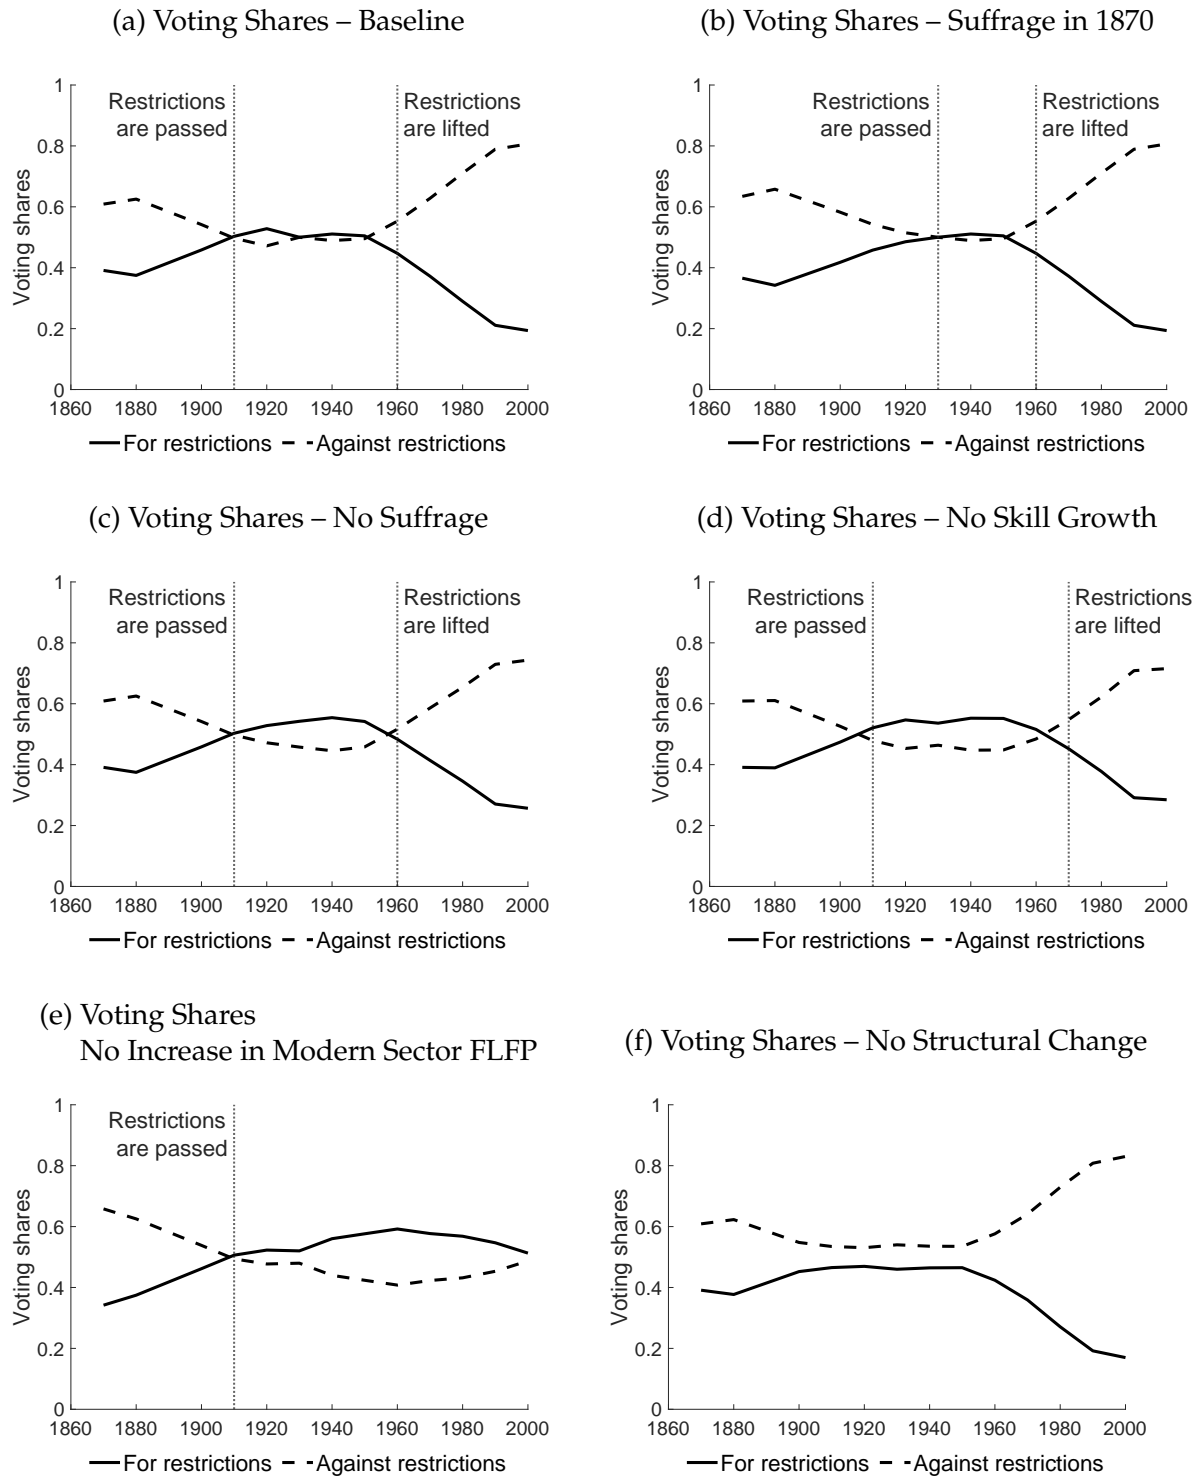 (a) Voting Shares – Baseline
Restrictions
are passed
Restrictions
are lifted
Voting shares
1
0.8
0.6
0.4
0.2
0
1860 1880 1900 1920 1940 1960 1980 2000
For restrictions Against restrictions
(b) Voting Shares – Suffrage in 1870
Restrictions
are passed
Restrictions
are lifted
Voting shares
1
0.8
0.6
0.4
0.2
0
1860 1880 1900 1920 1940 1960 1980 2000
For restrictions Against restrictions
(c) Voting Shares – No Suffrage
Restrictions
are passed
Restrictions
are lifted
Voting shares
1
0.8
0.6
0.4
0.2
0
1860 1880 1900 1920 1940 1960 1980 2000
For restrictions Against restrictions
(d) Voting Shares – No Skill Growth
Restrictions
are passed
Restrictions
are lifted
Voting shares
1
0.8
0.6
0.4
0.2
0
1860 1880 1900 1920 1940 1960 1980 2000
For restrictions Against restrictions
(e) Voting Shares
No Increase in Modern Sector FLFP
Restrictions
are passed
Voting shares
1
0.8
0.6
0.4
0.2
0
1860 1880 1900 1920 1940 1960 1980 2000
For restrictions Against restrictions
(f) Voting Shares – No Structural Change
Voting shares
1
0.8
0.6
0.4
0.2
0
1860 1880 1900 1920 1940 1960 1980 2000
For restrictions Against restrictions